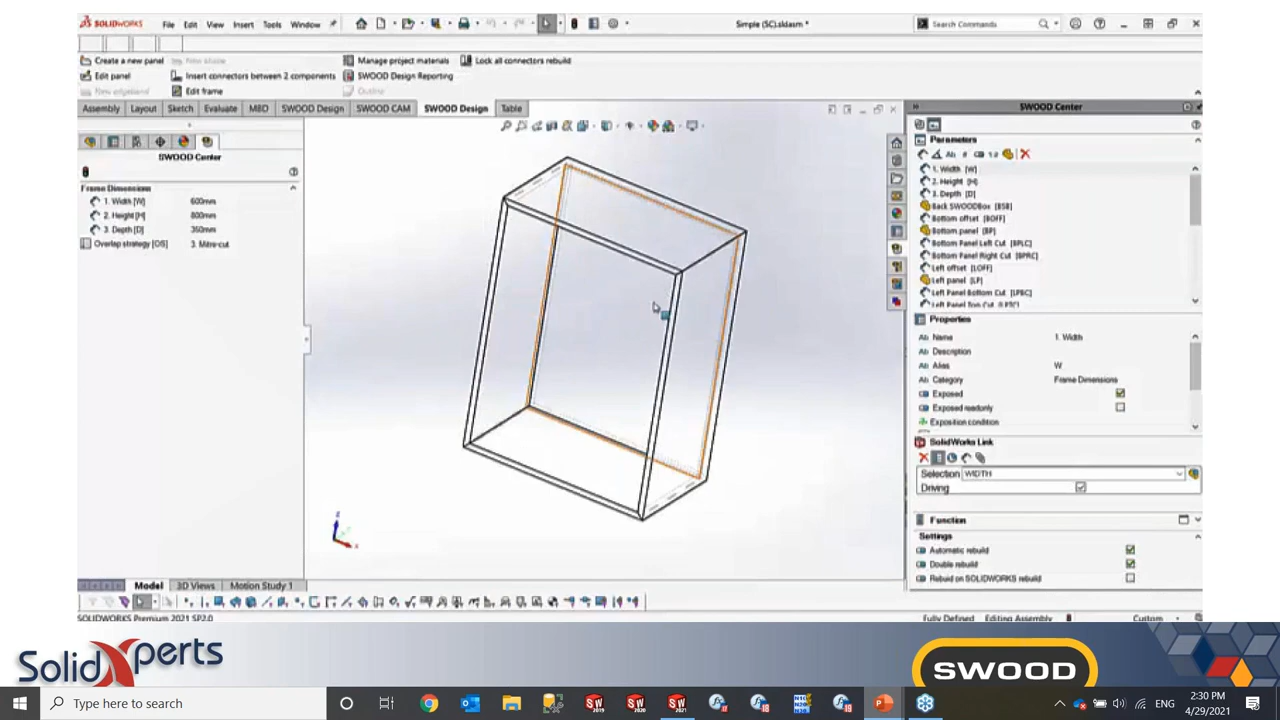 SOLIDWORKS File Edit View Insert Tools Window Simple (SC).sldasm * Search Commands
Create a new panel Manage project materials Lock all connectors rebuild
Edit panel Insert connectors between 2 components SWOOD Design Reporting
New edgeband Edit frame Outline
Assembly Layout Sketch Evaluate MBD SWOOD Design SWOOD CAM SWOOD Design Table
SWOOD Center
Frame Dimensions
1. Width [W] 600mm
2. Height [H] 800mm
3. Depth [D] 350mm
Overlap strategy [OS] 3. Mitre-cut
SWOOD Center
Parameters
1. Width [W]
2. Height [H]
3. Depth [D]
Back SWOODBox [BSB]
Bottom offset [BOFF]
Bottom panel [BP]
Bottom Panel Left Cut [BPLC]
Bottom Panel Right Cut [BPRC]
Left offset [LOFF]
Left panel [LP]
Left Panel Bottom Cut [LPBC]
Left Panel Top Cut [LPTC]
Properties
Name 1. Width
Description
Alias W
Category Frame Dimensions
Exposed
Exposed readonly
Exposition condition
SolidWorks Link
Selection WIDTH
Driving
Function
Settings
Automatic rebuild
Double rebuild
Rebuild on SOLIDWORKS rebuild
Model 3D Views Motion Study 1
SOLIDWORKS Premium 2021 SP2.0 Fully Defined Editing Assembly Custom
SolidXperts
SWOOD
Type here to search
ENG
2:30 PM
4/29/2021